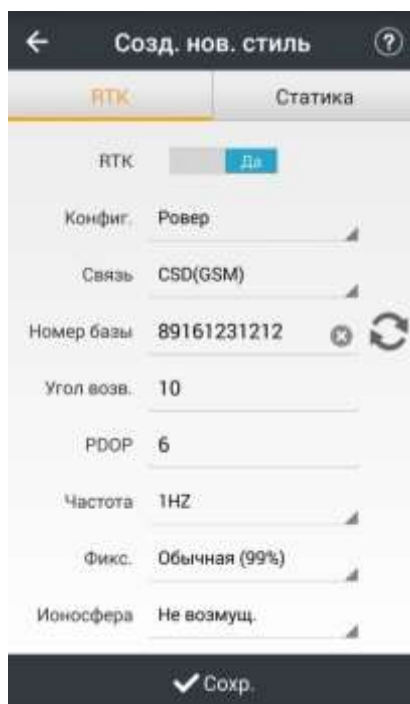 Созд. нов. стиль ?
RTK Статика
RTK Да
Конфиг. Ровер
Связь CSD(GSM)
Номер базы 89161231212
Угол возв. 10
PDOP 6
Частота 1HZ
Фикс. Обычная (99%)
Ионосфера Не возмущ.
Сохр.